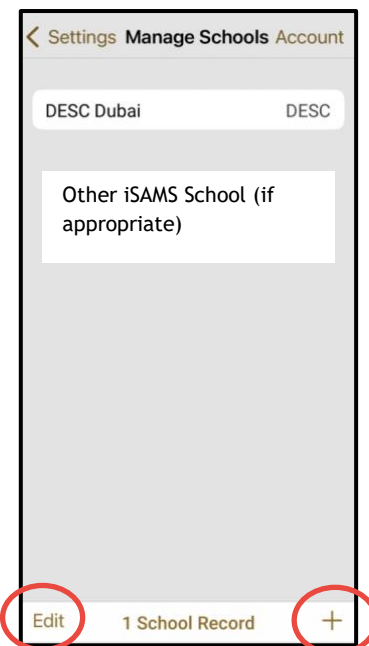 Settings Manage Schools Account
DESC Dubai DESC
Other iSAMS School (if
appropriate)
Edit 1 School Record +